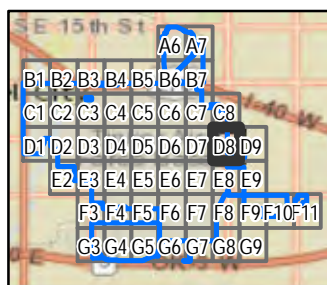 SE 15th St
A6 A7
B1 B2 B3 B4 B5 B6 B7
I-40 W
C1 C2 C3 C4 C5 C6 C7 C8
D1 D2 D3 D4 D5 D6 D7 D8 D9
E2 E3 E4 E5 E6 E7 E8 E9
F3 F4 F5 F6 F7 F8 F9 F10 F11
G3 G4 G5 G6 G7 G8 G9